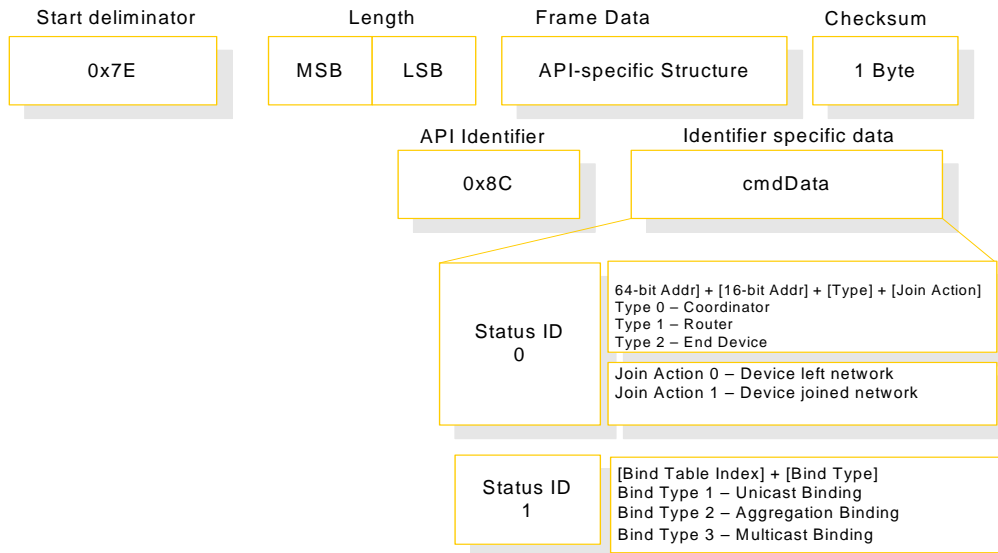 Start deliminator
Length
Frame Data
Checksum
0x7E
MSB
LSB
API-specific Structure
1 Byte
API Identifier
Identifier specific data
0x8C
cmdData
Status ID
0
64-bit Addr] + [16-bit Addr] + [Type] + [Join Action]
Type 0 – Coordinator
Type 1 – Router
Type 2 – End Device
Join Action 0 – Device left network
Join Action 1 – Device joined network
Status ID
1
[Bind Table Index] + [Bind Type]
Bind Type 1 – Unicast Binding
Bind Type 2 – Aggregation Binding
Bind Type 3 – Multicast Binding